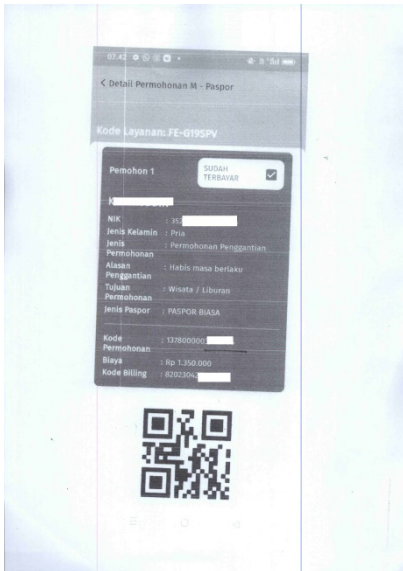 07.42
< Detail Permohonan M - Paspor
Kode Layanan: FE-G19SPV
Pemohon 1
SUDAH TERBAYAR
NIK : 352
Jenis Kelamin : Pria
Jenis Permohonan : Permohonan Penggantian
Alasan Penggantian : Habis masa berlaku
Tujuan Permohonan : Wisata / Liburan
Jenis Paspor : PASPOR BIASA
Kode Permohonan : 137800000
Biaya : Rp 1.350.000
Kode Billing : 82023042